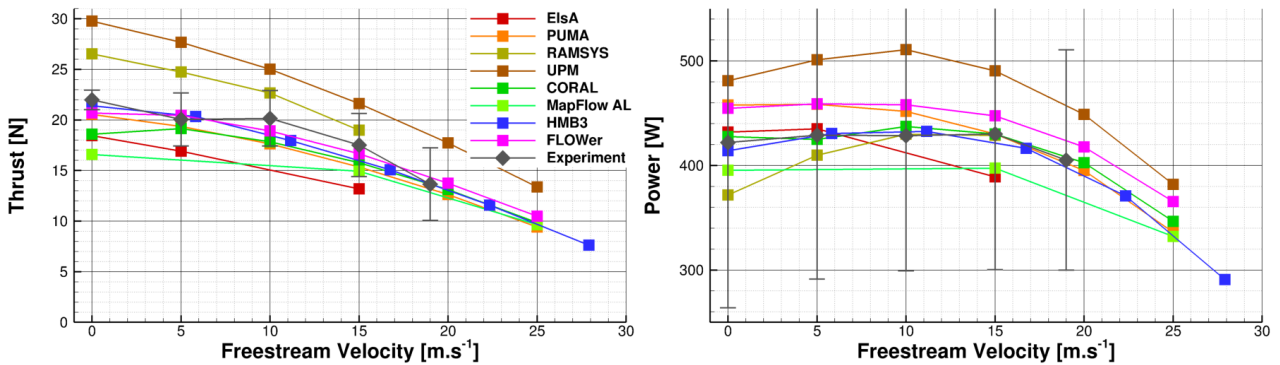 30
25
20
15
10
5
0
Thrust [N]
0 5 10 15 20 25 30
Freestream Velocity [m.s-1]
ElsA
PUMA
RAMSYS
UPM
CORAL
MapFlow AL
HMB3
FLOWer
Experiment
500
400
300
Power [W]
0 5 10 15 20 25 30
Freestream Velocity [m.s-1]